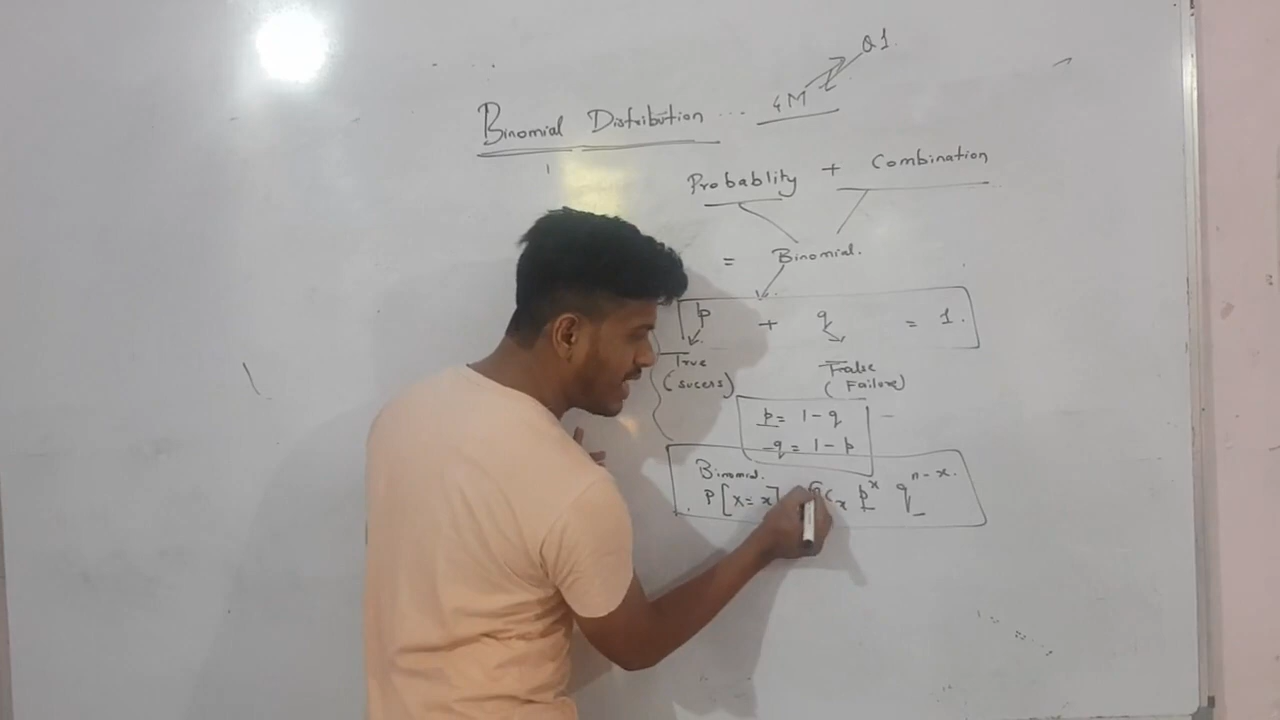 Q1.
Binomial Distribution ... 4M
Probablity + Combination
= Binomial.
p + q = 1.
True False
(sucess) (Failure)
p = 1 - q
q = 1 - p
Binomial.
P[X = x] nCx p^x q^n-x.